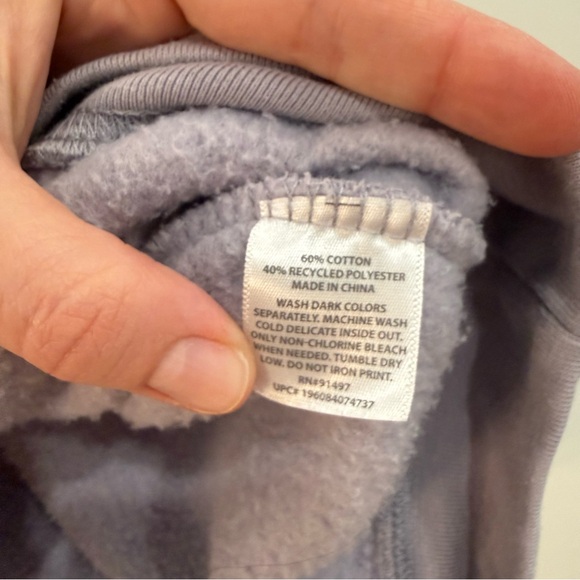 60% COTTON
40% RECYCLED POLYESTER
MADE IN CHINA
WASH DARK COLORS
SEPARATELY. MACHINE WASH
COLD DELICATE INSIDE OUT.
ONLY NON-CHLORINE BLEACH
WHEN NEEDED. TUMBLE DRY
LOW. DO NOT IRON PRINT.
RN#91497
UPC# 196084074737